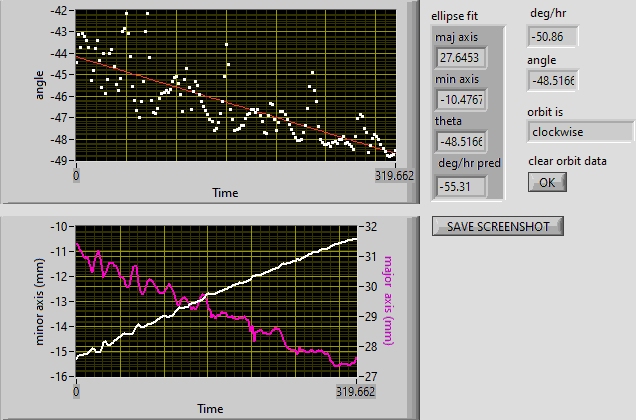 -42
-43
-44
-45
-46
-47
-48
-49
angle
0
319.662
Time
ellipse fit
maj axis
27.6453
min axis
-10.4767
theta
-48.5166
deg/hr pred
-55.31
deg/hr
-50.86
angle
-48.5166
orbit is
clockwise
clear orbit data
OK
SAVE SCREENSHOT
-10
-11
-12
-13
-14
-15
-16
minor axis (mm)
32
31
30
29
28
27
major axis (mm)
0
319.662
Time